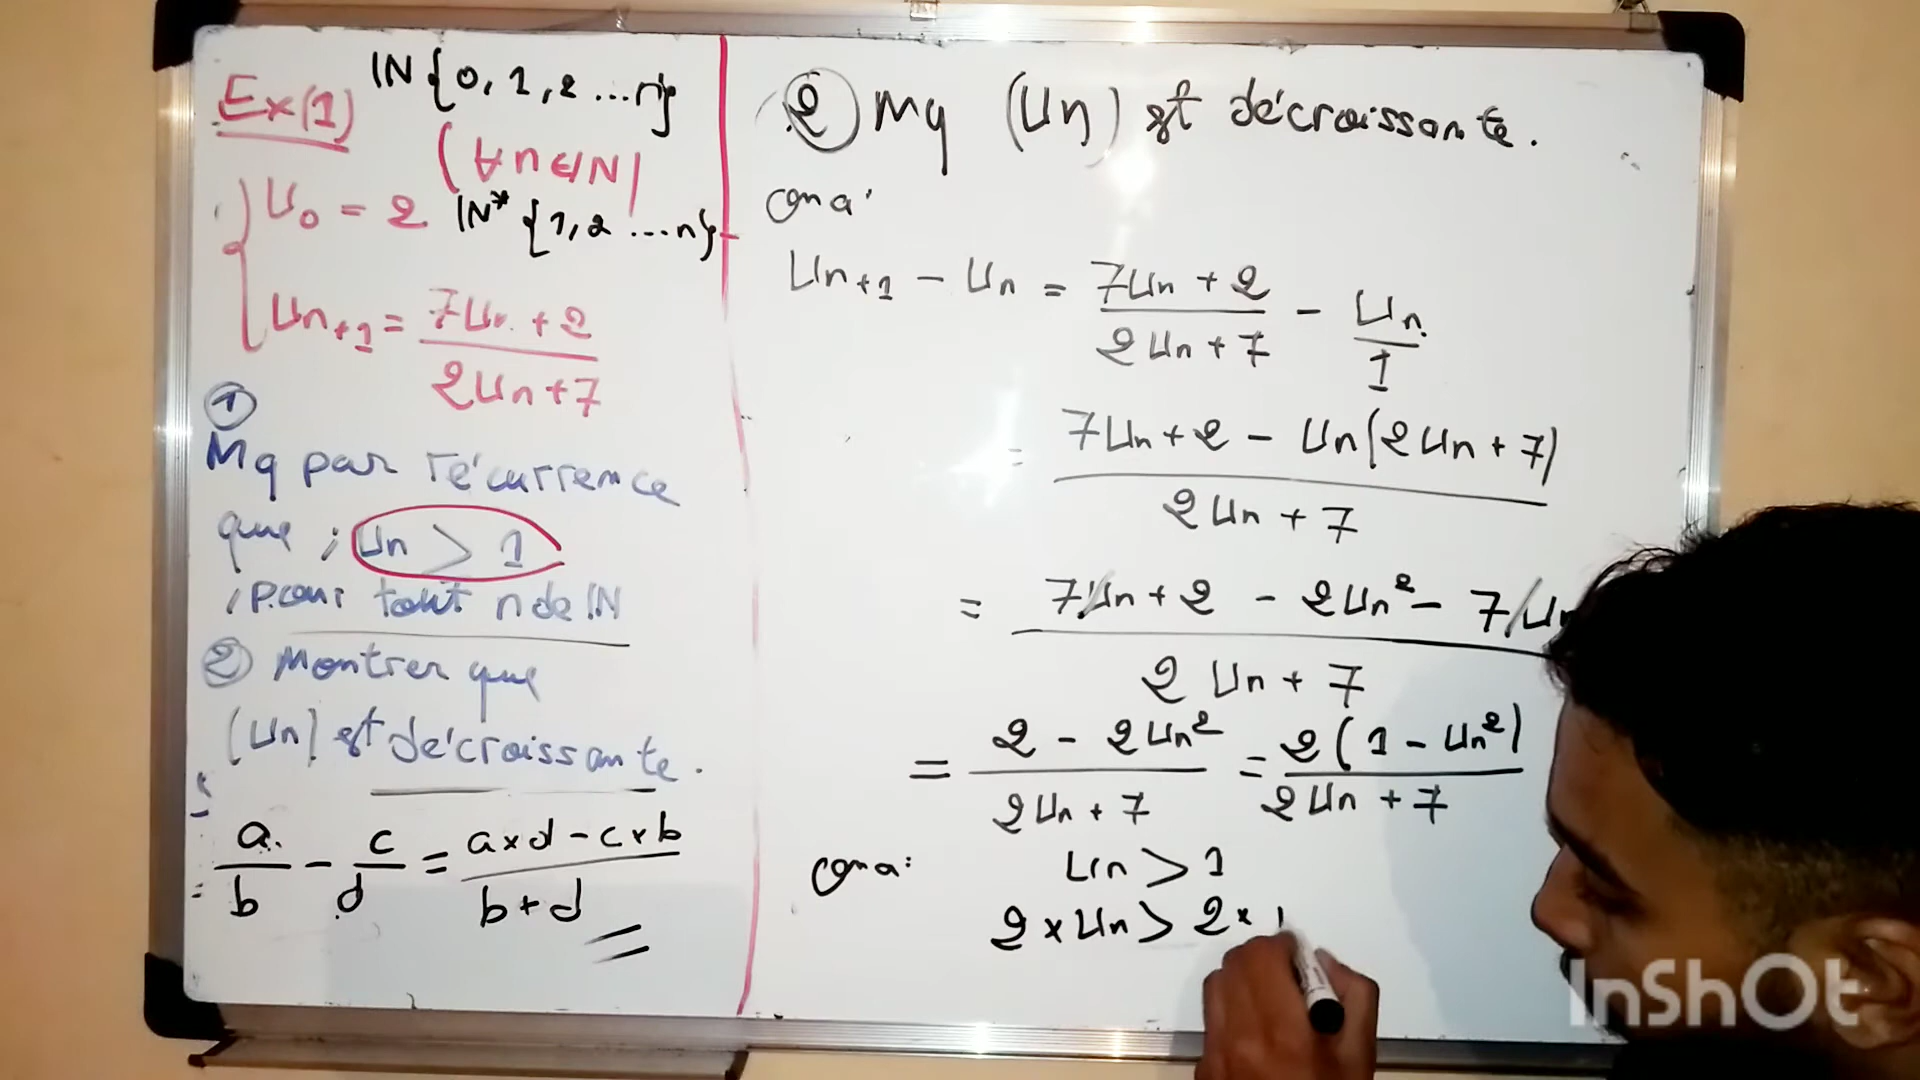 Ex(1) IN{0,1,2...n}
(∀n∈IN)
U₀ = 2 IN* {1,2...n}
Uₙ₊₁ = (7Uₙ + 2)/(2Uₙ + 7)
①
Mq par récurrence
que ; Uₙ > 1
; pour tout n de IN
② Montrer que
(Uₙ) est décroissante.
a/b - c/d = (a×d - c×b)/(b+d)
② Mq (Uₙ) est décroissante.
on a:
Uₙ₊₁ - Uₙ = (7Uₙ + 2)/(2Uₙ + 7) - Uₙ/1
= (7Uₙ + 2 - Uₙ(2Uₙ + 7))/(2Uₙ + 7)
= (7Uₙ + 2 - 2Uₙ² - 7Uₙ)/(2Uₙ + 7)
= (2 - 2Uₙ²)/(2Uₙ + 7) = 2(1 - Uₙ²)/(2Uₙ + 7)
on a: Uₙ > 1
2 × Uₙ > 2 ×
InShOt